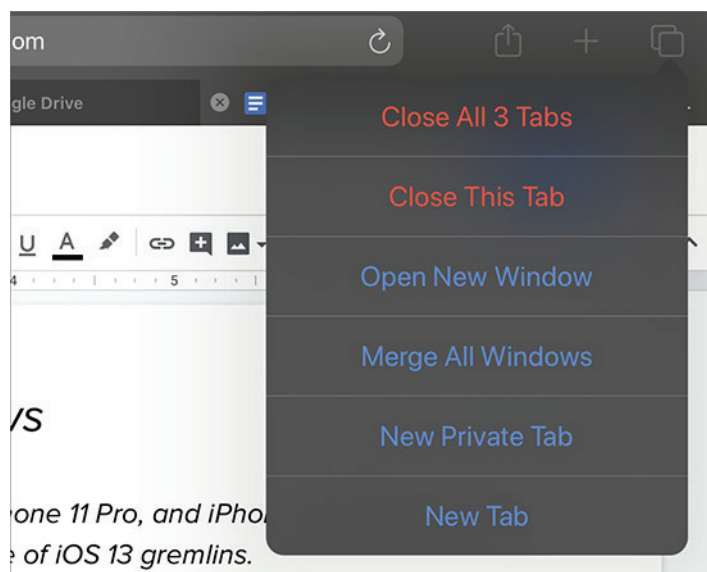 om
gle Drive
Close All 3 Tabs
Close This Tab
U A
4 5
Open New Window
Merge All Windows
New Private Tab
New Tab
one 11 Pro, and iPho
of iOS 13 gremlins.